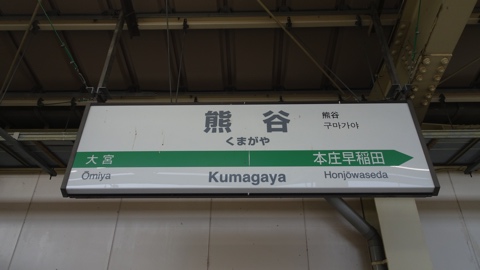 熊谷
くまがや
熊谷
구마가야
大宮
Ōmiya
Kumagaya
本庄早稲田
Honjōwaseda